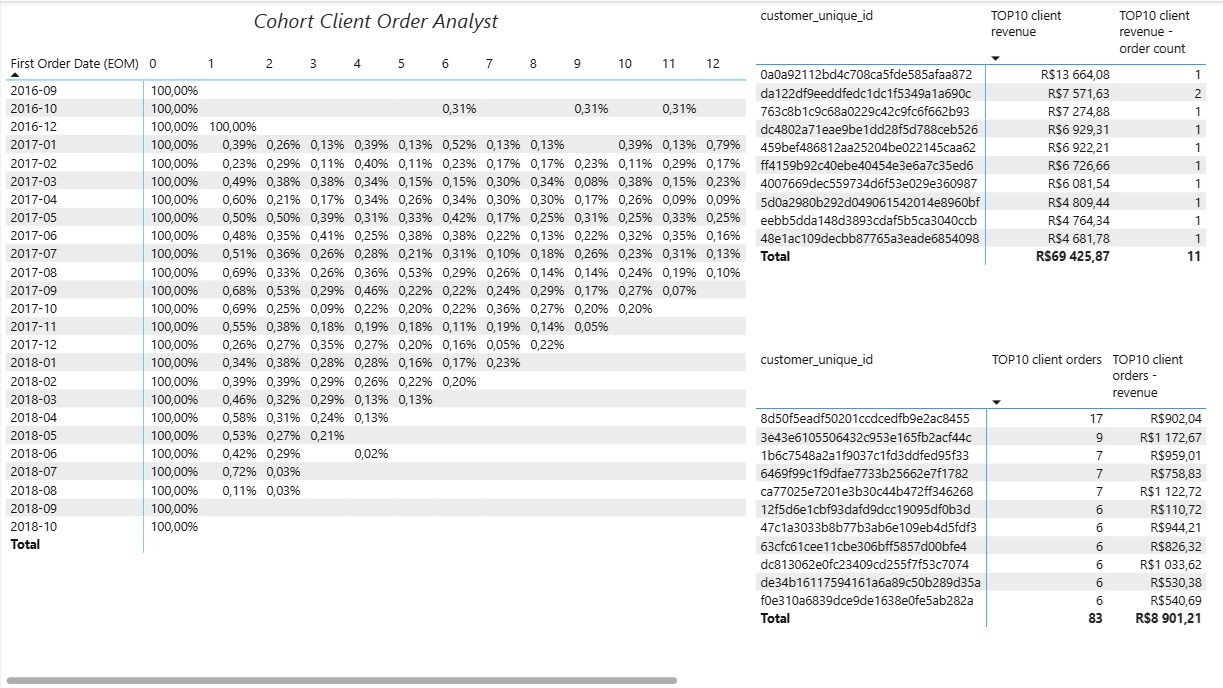 Cohort Client Order Analyst
First Order Date (EOM) 0 1 2 3 4 5 6 7 8 9 10 11 12
2016-09 100,00%
2016-10 100,00% 0,31% 0,31% 0,31%
2016-12 100,00% 100,00%
2017-01 100,00% 0,39% 0,26% 0,13% 0,39% 0,13% 0,52% 0,13% 0,13% 0,39% 0,13% 0,79%
2017-02 100,00% 0,23% 0,29% 0,11% 0,40% 0,11% 0,23% 0,17% 0,17% 0,23% 0,11% 0,29% 0,17%
2017-03 100,00% 0,49% 0,38% 0,38% 0,34% 0,15% 0,15% 0,30% 0,34% 0,08% 0,38% 0,15% 0,23%
2017-04 100,00% 0,60% 0,21% 0,17% 0,34% 0,26% 0,34% 0,30% 0,30% 0,17% 0,26% 0,09% 0,09%
2017-05 100,00% 0,50% 0,50% 0,39% 0,31% 0,33% 0,42% 0,17% 0,25% 0,31% 0,25% 0,33% 0,25%
2017-06 100,00% 0,48% 0,35% 0,41% 0,25% 0,38% 0,38% 0,22% 0,13% 0,22% 0,32% 0,35% 0,16%
2017-07 100,00% 0,51% 0,36% 0,26% 0,28% 0,21% 0,31% 0,10% 0,18% 0,26% 0,23% 0,31% 0,13%
2017-08 100,00% 0,69% 0,33% 0,26% 0,36% 0,53% 0,29% 0,26% 0,14% 0,14% 0,24% 0,19% 0,10%
2017-09 100,00% 0,68% 0,53% 0,29% 0,46% 0,22% 0,22% 0,24% 0,29% 0,17% 0,27% 0,07%
2017-10 100,00% 0,69% 0,25% 0,09% 0,22% 0,20% 0,22% 0,36% 0,27% 0,20% 0,20%
2017-11 100,00% 0,55% 0,38% 0,18% 0,19% 0,18% 0,11% 0,19% 0,14% 0,05%
2017-12 100,00% 0,26% 0,27% 0,35% 0,27% 0,20% 0,16% 0,05% 0,22%
2018-01 100,00% 0,34% 0,38% 0,28% 0,28% 0,16% 0,17% 0,23%
2018-02 100,00% 0,39% 0,39% 0,29% 0,26% 0,22% 0,20%
2018-03 100,00% 0,46% 0,32% 0,29% 0,13% 0,13%
2018-04 100,00% 0,58% 0,31% 0,24% 0,13%
2018-05 100,00% 0,53% 0,27% 0,21%
2018-06 100,00% 0,42% 0,29% 0,02%
2018-07 100,00% 0,72% 0,03%
2018-08 100,00% 0,11% 0,03%
2018-09 100,00%
2018-10 100,00%
Total
customer_unique_id TOP10 client TOP10 client
revenue revenue -
order count
0a0a92112bd4c708ca5fde585afaa872 R$13 664,08 1
da122df9eeddfedc1dc1f5349a1a690c R$7 571,63 2
763c8b1c9c68a0229c42c9fc6f662b93 R$7 274,88 1
dc4802a71eae9be1dd28f5d788ceb526 R$6 929,31 1
459bef486812aa25204be022145caa62 R$6 922,21 1
ff4159b92c40ebe40454e3e6a7c35ed6 R$6 726,66 1
4007669dec559734d6f53e029e360987 R$6 081,54 1
5d0a2980b292d049061542014e8960bf R$4 809,44 1
eebb5dda148d3893cdaf5b5ca3040ccb R$4 764,34 1
48e1ac109decbb87765a3eade6854098 R$4 681,78 1
Total R$69 425,87 11
customer_unique_id TOP10 client orders TOP10 client
orders -
revenue
8d50f5eadf50201ccdcedfb9e2ac8455 17 R$902,04
3e43e6105506432c953e165fb2acf44c 9 R$1 172,67
1b6c7548a2a1f9037c1fd3ddfed95f33 7 R$959,01
6469f99c1f9dfae7733b25662e7f1782 7 R$758,83
ca77025e7201e3b30c44b472ff346268 7 R$1 122,72
12f5d6e1cbf93dafd9dcc19095df0b3d 6 R$110,72
47c1a3033b8b77b3ab6e109eb4d5fdf3 6 R$944,21
63cfc61cee11cbe306bff5857d00bfe4 6 R$826,32
dc813062e0fc23409cd255f7f53c7074 6 R$1 033,62
de34b16117594161a6a89c50b289d35a 6 R$530,38
f0e310a6839dce9de1638e0fe5ab282a 6 R$540,69
Total 83 R$8 901,21